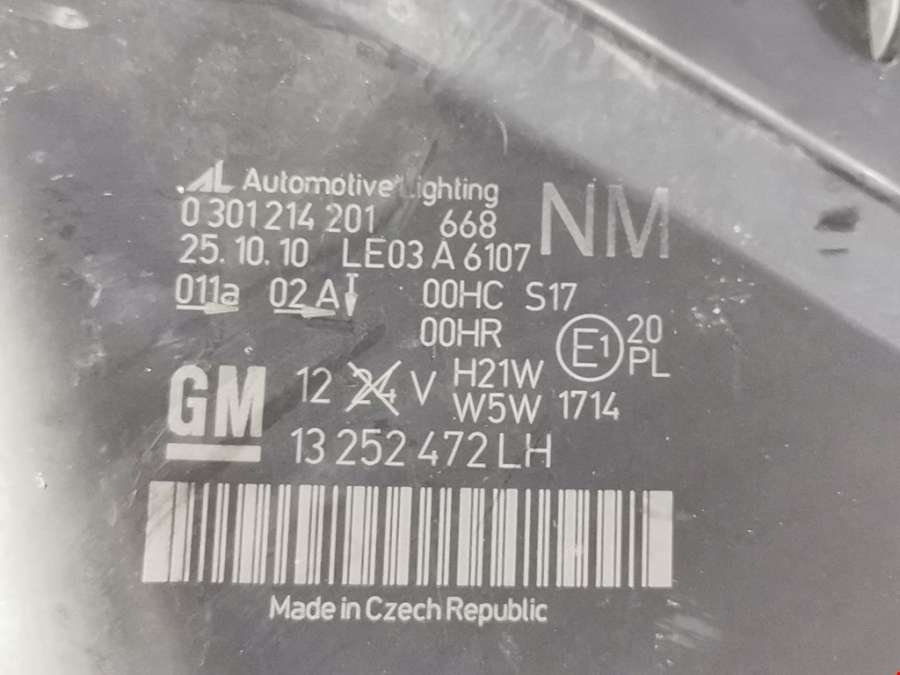 AL Automotive Lighting
0 301 214 201 668 NM
25.10.10 LE03 A 6107
011a 02 A 00HC S17
00HR E1 20 PL
GM 12 24 V H21W
W5W 1714
13 252 472 LH
Made in Czech Republic